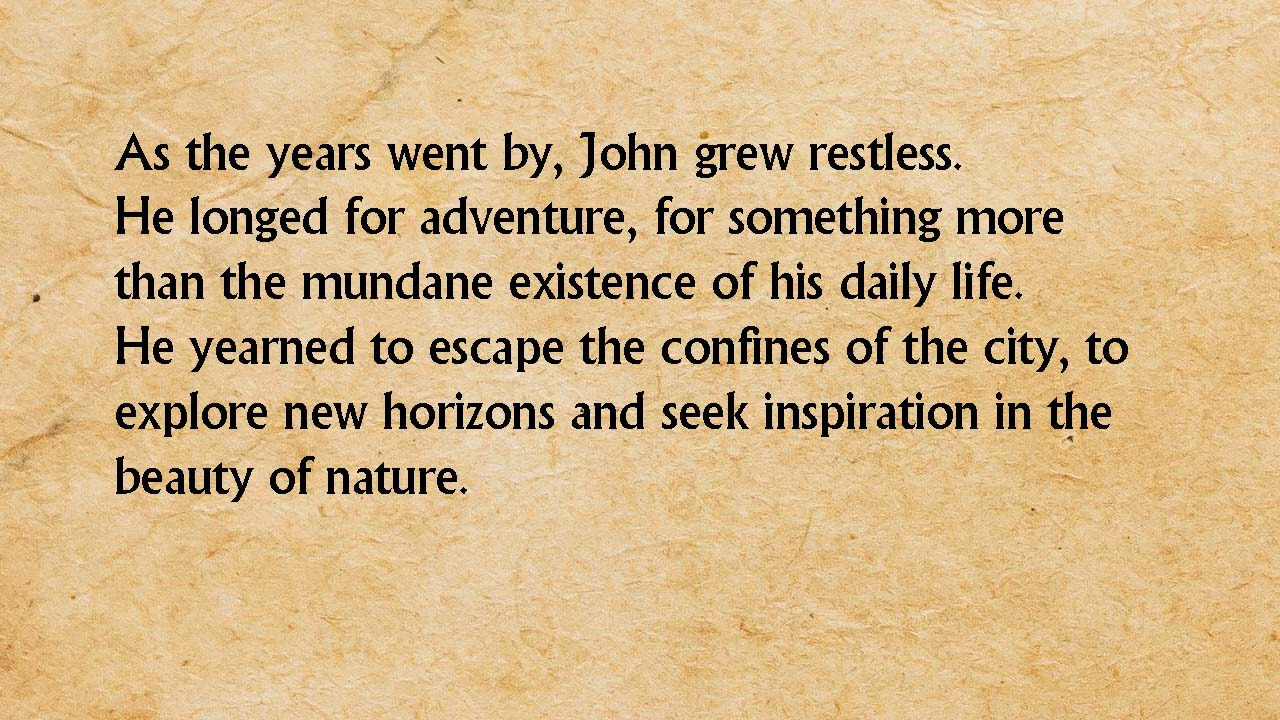 As the years went by, John grew restless.
He longed for adventure, for something more
than the mundane existence of his daily life.
He yearned to escape the confines of the city, to
explore new horizons and seek inspiration in the
beauty of nature.